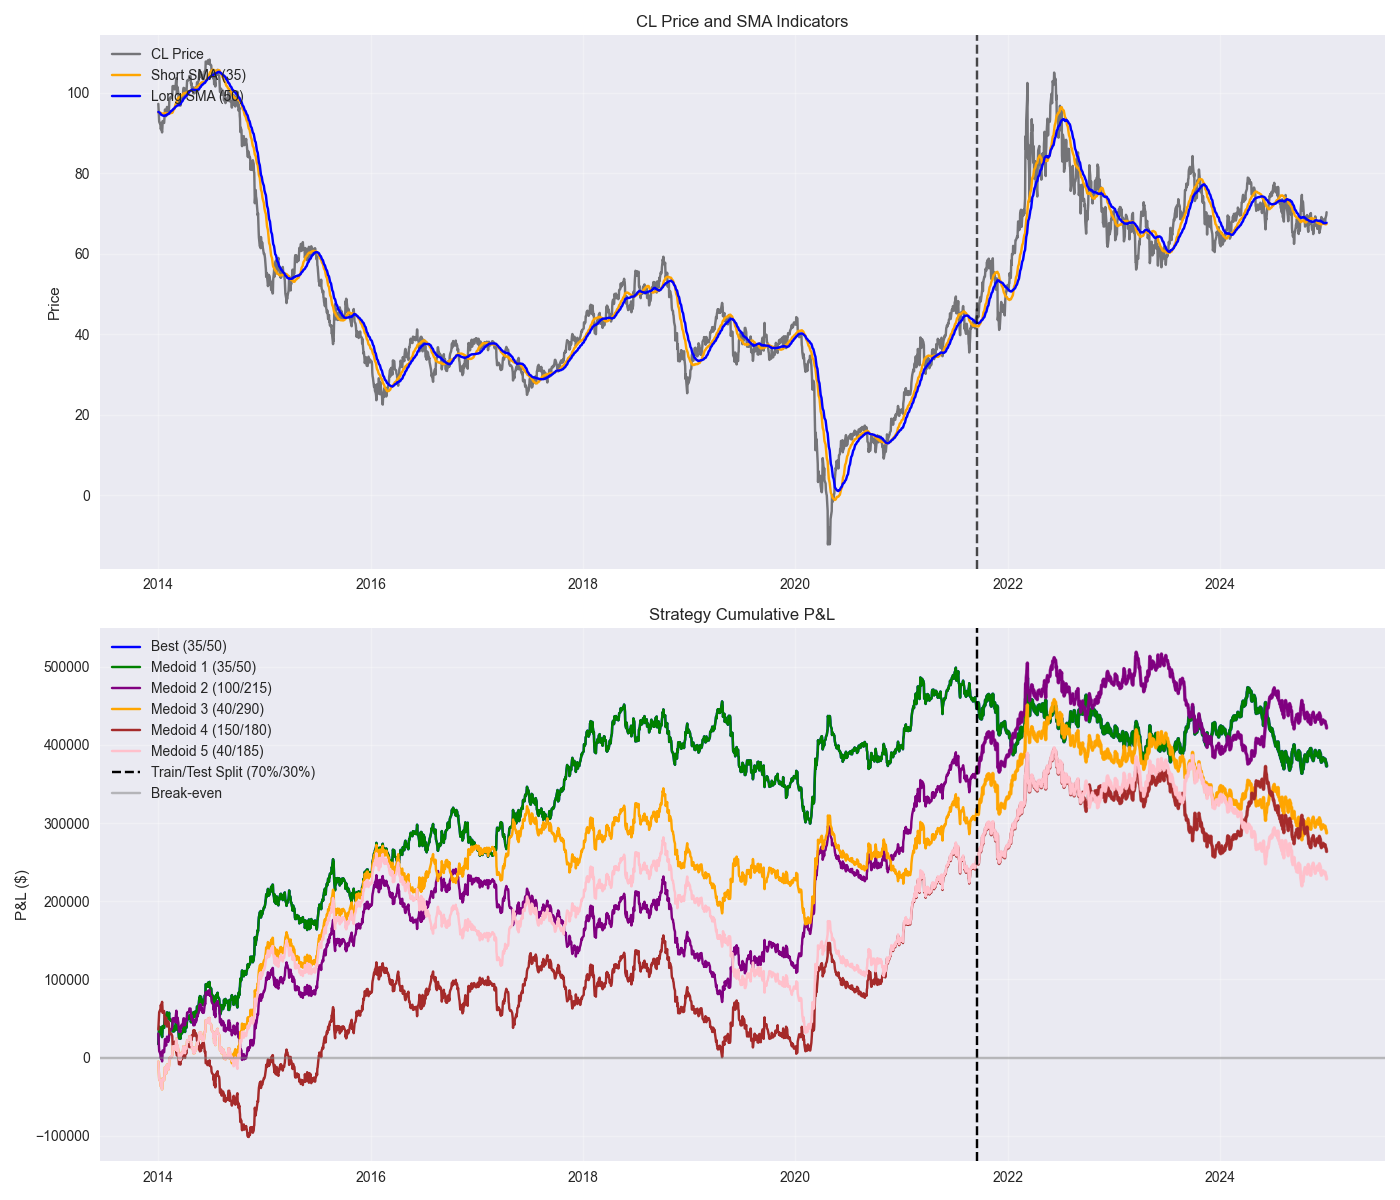 CL Price and SMA Indicators
CL Price
Short SMA (35)
Long SMA (50)
Price
100
80
60
40
20
0
2014 2016 2018 2020 2022 2024
Strategy Cumulative P&L
Best (35/50)
Medoid 1 (35/50)
Medoid 2 (100/215)
Medoid 3 (40/290)
Medoid 4 (150/180)
Medoid 5 (40/185)
Train/Test Split (70%/30%)
Break-even
P&L ($)
500000
400000
300000
200000
100000
0
−100000
2014 2016 2018 2020 2022 2024